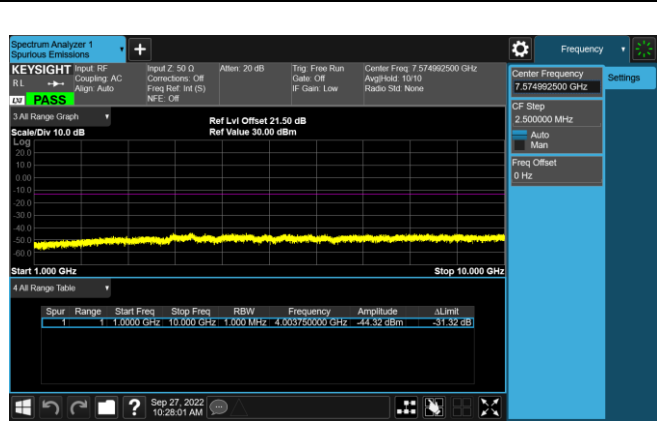 Spectrum Analyzer 1
Spurious Emissions
+
Frequency
KEYSIGHT
RL
LXI
PASS
Input: RF
Coupling: AC
Align: Auto
Input Z: 50 Ω
Corrections: Off
Freq Ref: Int (S)
NFE: Off
Atten: 20 dB
Trig: Free Run
Gate: Off
IF Gain: Low
Center Freq: 7.574992500 GHz
Avg|Hold: 10/10
Radio Std: None
Center Frequency
7.574992500 GHz
Settings
CF Step
2.500000 MHz
Auto
Man
Freq Offset
0 Hz
3 All Range Graph
Scale/Div 10.0 dB
Ref Lvl Offset 21.50 dB
Ref Value 30.00 dBm
Log
20.0
10.0
0.00
-10.0
-20.0
-30.0
-40.0
-50.0
-60.0
Start 1.000 GHz
Stop 10.000 GHz
4 All Range Table
Spur Range Start Freq Stop Freq RBW Frequency Amplitude ΔLimit
1 1 1.0000 GHz 10.000 GHz 1.000 MHz 4.003750000 GHz -44.32 dBm -31.32 dB
?
Sep 27, 2022
10:28:01 AM